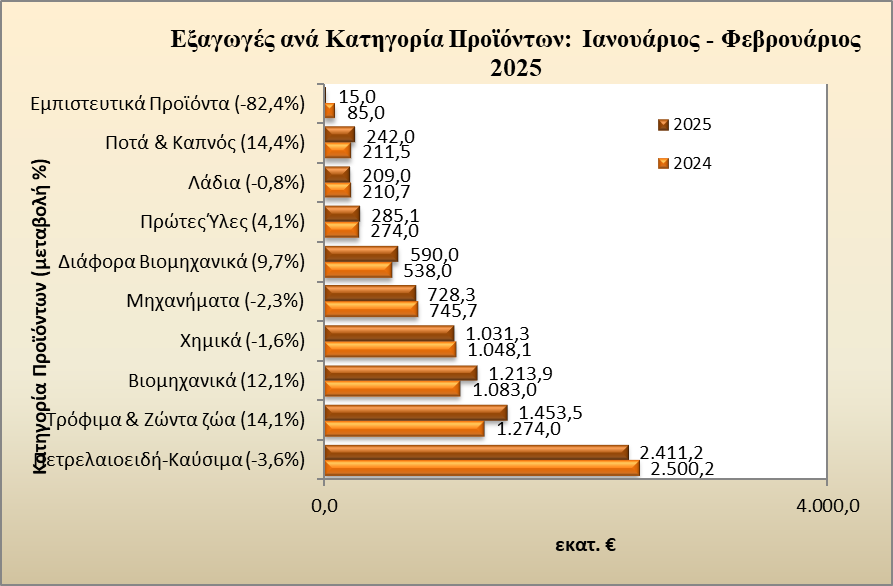 Εξαγωγές ανά Κατηγορία Προϊόντων: Ιανουάριος - Φεβρουάριος
2025
Κατηγορία Προϊόντων (μεταβολή %)
Εμπιστευτικά Προϊόντα (-82,4%)
15,0
85,0
Ποτά & Καπνός (14,4%)
242,0
211,5
Λάδια (-0,8%)
209,0
210,7
Πρώτες Ύλες (4,1%)
285,1
274,0
Διάφορα Βιομηχανικά (9,7%)
590,0
538,0
Μηχανήματα (-2,3%)
728,3
745,7
Χημικά (-1,6%)
1.031,3
1.048,1
Βιομηχανικά (12,1%)
1.213,9
1.083,0
Τρόφιμα & Ζώντα ζώα (14,1%)
1.453,5
1.274,0
Πετρελαιοειδή-Καύσιμα (-3,6%)
2.411,2
2.500,2
2025
2024
0,0
4.000,0
εκατ. €